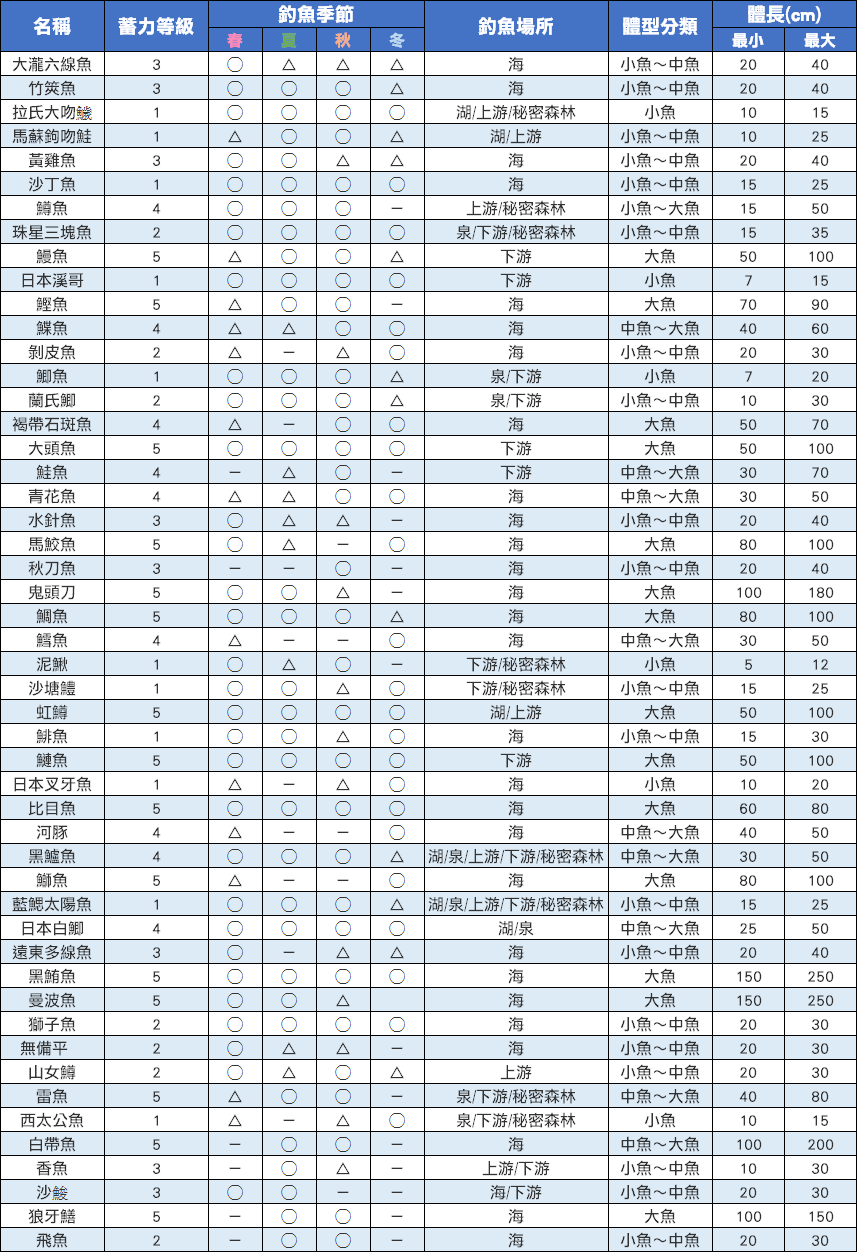 名稱 蓄力等級 釣魚季節 釣魚場所 體型分類 體長(cm)
春 夏 秋 冬 最小 最大
大瀧六線魚 3 ○ △ △ △ 海 小魚～中魚 20 40
竹筴魚 3 ○ ○ ○ △ 海 小魚～中魚 20 40
拉氏大吻鱥 1 ○ ○ ○ ○ 湖/上游/秘密森林 小魚 10 15
馬蘇鉤吻鮭 1 △ ○ ○ △ 湖/上游 小魚～中魚 10 25
黃雞魚 3 ○ ○ △ △ 海 小魚～中魚 20 40
沙丁魚 1 ○ ○ ○ ○ 海 小魚～中魚 15 25
鱒魚 4 ○ ○ ○ － 上游/秘密森林 小魚～大魚 15 50
珠星三塊魚 2 ○ ○ ○ ○ 泉/下游/秘密森林 小魚～中魚 15 35
鰻魚 5 △ ○ ○ △ 下游 大魚 50 100
日本溪哥 1 ○ ○ ○ ○ 下游 小魚 7 15
鰹魚 5 △ ○ ○ － 海 大魚 70 90
鰈魚 4 △ △ ○ ○ 海 中魚～大魚 40 60
剝皮魚 2 △ － △ ○ 海 小魚～中魚 20 30
鯽魚 1 ○ ○ ○ △ 泉/下游 小魚 7 20
蘭氏鯽 2 ○ ○ ○ △ 泉/下游 小魚～中魚 10 30
褐帶石斑魚 4 △ － ○ ○ 海 大魚 50 70
大頭魚 5 ○ ○ ○ ○ 下游 大魚 50 100
鮭魚 4 － △ ○ － 下游 中魚～大魚 30 70
青花魚 4 △ △ ○ ○ 海 中魚～大魚 30 50
水針魚 3 ○ △ △ － 海 小魚～中魚 20 40
馬鮫魚 5 ○ △ － ○ 海 大魚 80 100
秋刀魚 3 － － ○ － 海 小魚～中魚 20 40
鬼頭刀 5 ○ ○ △ － 海 大魚 100 180
鯛魚 5 ○ ○ ○ △ 海 大魚 80 100
鱈魚 4 △ － － ○ 海 中魚～大魚 30 50
泥鰍 1 ○ △ ○ － 下游/秘密森林 小魚 5 12
沙塘鱧 1 ○ ○ △ ○ 下游/秘密森林 小魚～中魚 15 25
虹鱒 5 ○ ○ ○ ○ 湖/上游 大魚 50 100
鯡魚 1 ○ ○ △ ○ 海 小魚～中魚 15 30
鰱魚 5 ○ ○ ○ ○ 下游 大魚 50 100
日本叉牙魚 1 △ － △ ○ 海 小魚 10 20
比目魚 5 ○ ○ ○ ○ 海 大魚 60 80
河豚 4 △ － － ○ 海 中魚～大魚 40 50
黑鱸魚 4 ○ ○ ○ △ 湖/泉/上游/下游/秘密森林 中魚～大魚 30 50
鰤魚 5 △ － － ○ 海 大魚 80 100
藍鰓太陽魚 1 ○ ○ ○ △ 湖/泉/上游/下游/秘密森林 小魚～中魚 15 25
日本白鯽 4 ○ ○ ○ ○ 湖/泉 中魚～大魚 25 50
遠東多線魚 3 ○ － △ △ 海 小魚～中魚 20 40
黑鮪魚 5 ○ ○ ○ ○ 海 大魚 150 250
曼波魚 5 ○ ○ △ 海 大魚 150 250
獅子魚 2 ○ ○ ○ ○ 海 小魚～中魚 20 30
無備平 2 ○ △ △ － 海 小魚～中魚 20 30
山女鱒 2 ○ △ ○ △ 上游 小魚～中魚 20 30
雷魚 5 △ ○ ○ － 泉/下游/秘密森林 中魚～大魚 40 80
西太公魚 1 △ － △ ○ 泉/下游/秘密森林 小魚 10 15
白帶魚 5 － ○ ○ － 海 中魚～大魚 100 200
香魚 3 － ○ △ － 上游/下游 小魚～中魚 10 30
沙鮻 3 ○ ○ － － 海/下游 小魚～中魚 20 30
狼牙鱔 5 － ○ ○ － 海 大魚 100 150
飛魚 2 － ○ ○ － 海 小魚～中魚 20 30